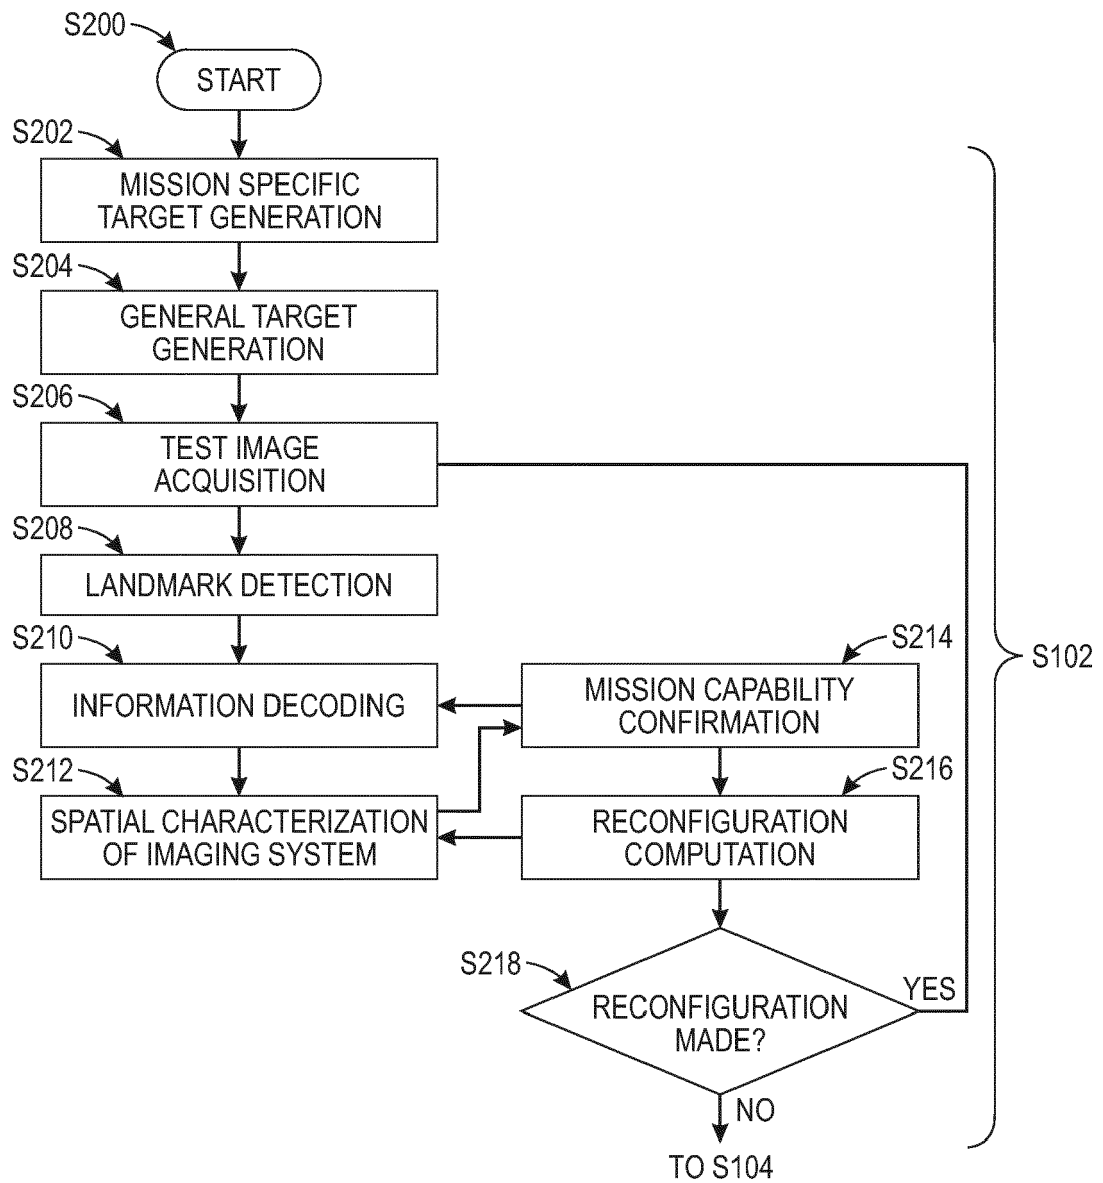 S200
START
S202
MISSION SPECIFIC
TARGET GENERATION
S204
GENERAL TARGET
GENERATION
S206
TEST IMAGE
ACQUISITION
S208
LANDMARK DETECTION
S210
INFORMATION DECODING
S212
SPATIAL CHARACTERIZATION
OF IMAGING SYSTEM
S214
MISSION CAPABILITY
CONFIRMATION
S216
RECONFIGURATION
COMPUTATION
S218
RECONFIGURATION
MADE?
YES
NO
TO S104
S102